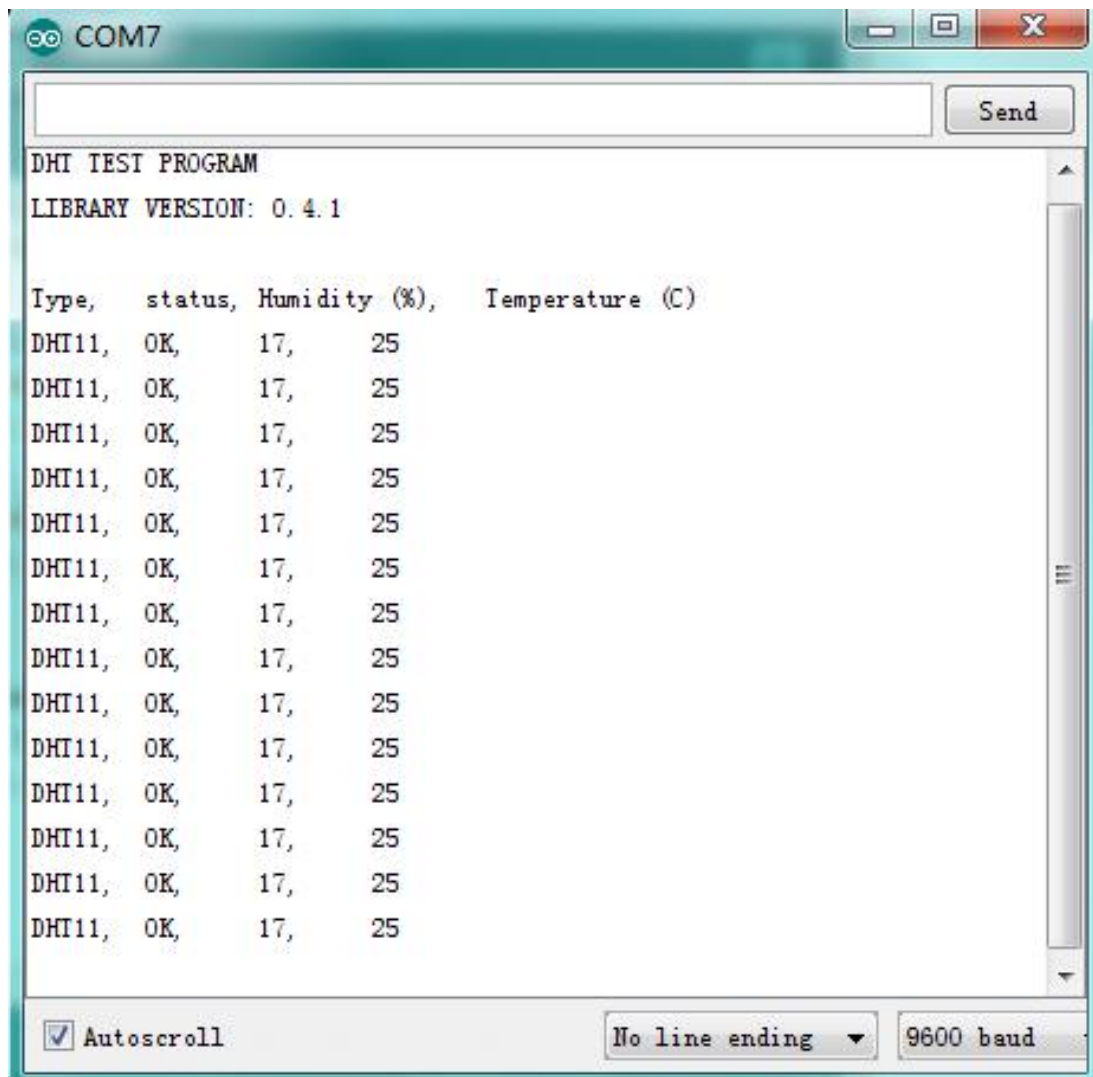 COM7
Send
DHT TEST PROGRAM
LIBRARY VERSION: 0.4.1
Type, status, Humidity (%), Temperature (C)
DHT11, OK, 17, 25
DHT11, OK, 17, 25
DHT11, OK, 17, 25
DHT11, OK, 17, 25
DHT11, OK, 17, 25
DHT11, OK, 17, 25
DHT11, OK, 17, 25
DHT11, OK, 17, 25
DHT11, OK, 17, 25
DHT11, OK, 17, 25
DHT11, OK, 17, 25
DHT11, OK, 17, 25
DHT11, OK, 17, 25
DHT11, OK, 17, 25
Autoscroll No line ending 9600 baud